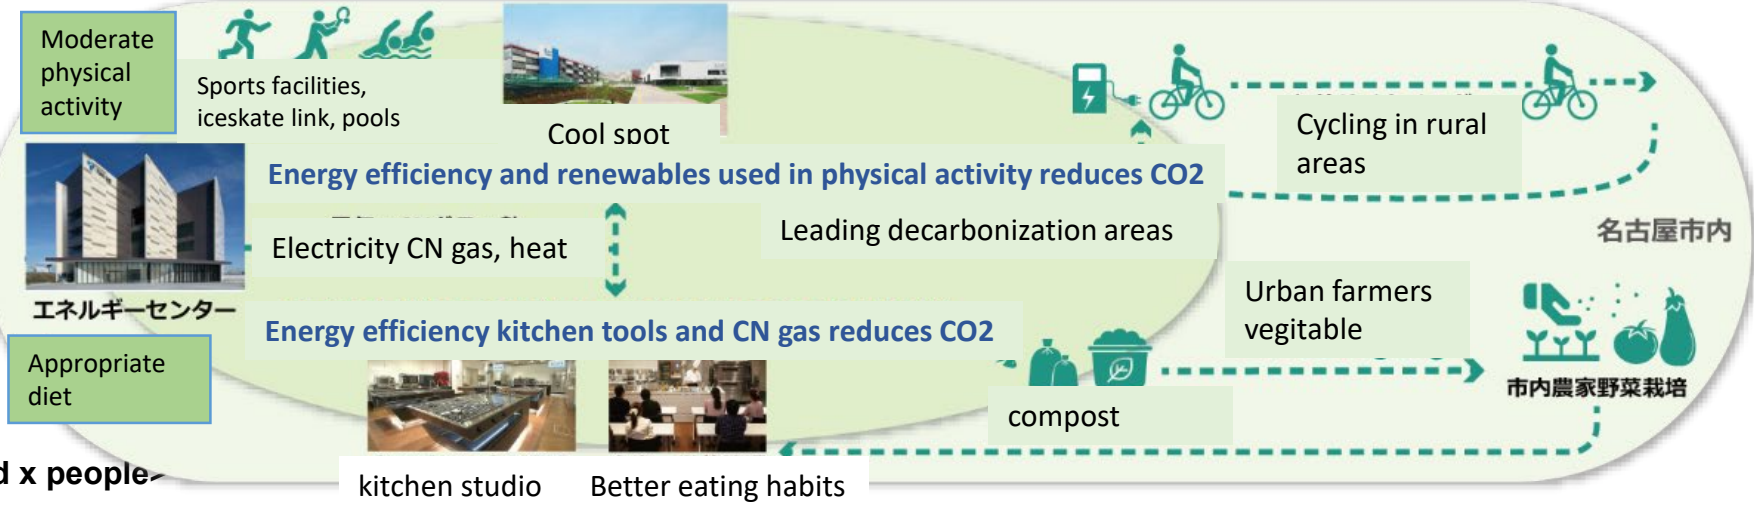 Moderate
physical
activity
Sports facilities,
iceskate link, pools
Cool spot
Cycling in rural
areas
Energy efficiency and renewables used in physical activity reduces CO2
Leading decarbonization areas
Electricity CN gas, heat
名古屋市内
エネルギーセンター
Energy efficiency kitchen tools and CN gas reduces CO2
Urban farmers
vegitable
Appropriate
diet
市内農家野菜栽培
compost
x people>
kitchen studio
Better eating habits